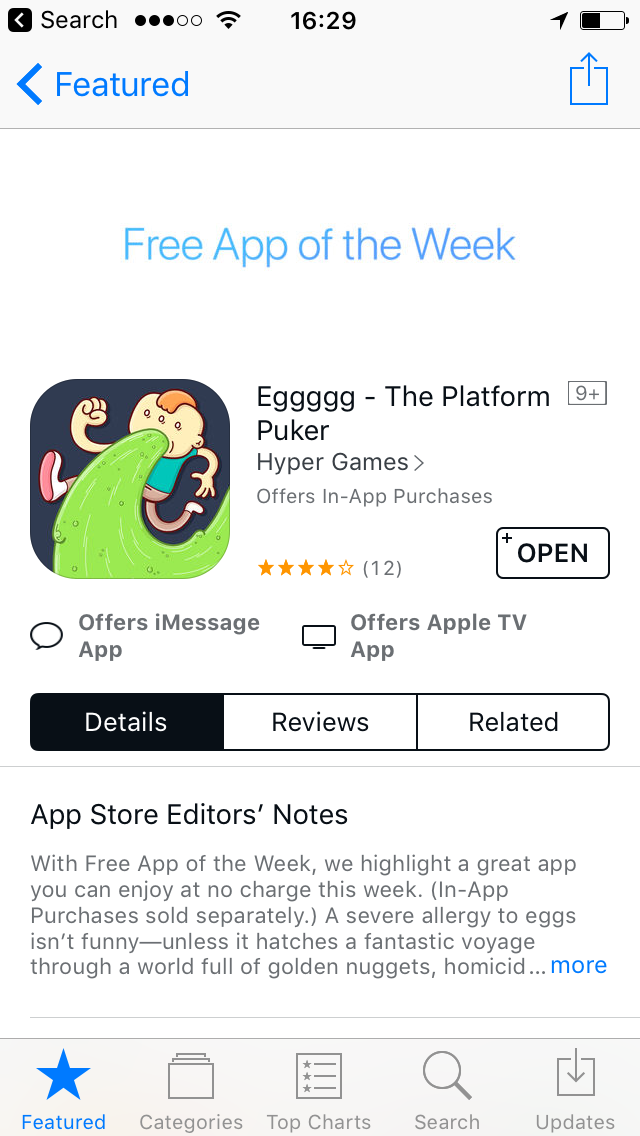 Search 16:29
Featured
Free App of the Week
Eggggg - The Platform 9+
Puker
Hyper Games
Offers In-App Purchases
(12)
+ OPEN
Offers iMessage App
Offers Apple TV App
Details Reviews Related
App Store Editors’ Notes
With Free App of the Week, we highlight a great app
you can enjoy at no charge this week. (In-App
Purchases sold separately.) A severe allergy to eggs
isn’t funny—unless it hatches a fantastic voyage
through a world full of golden nuggets, homicid... more
Featured Categories Top Charts Search Updates